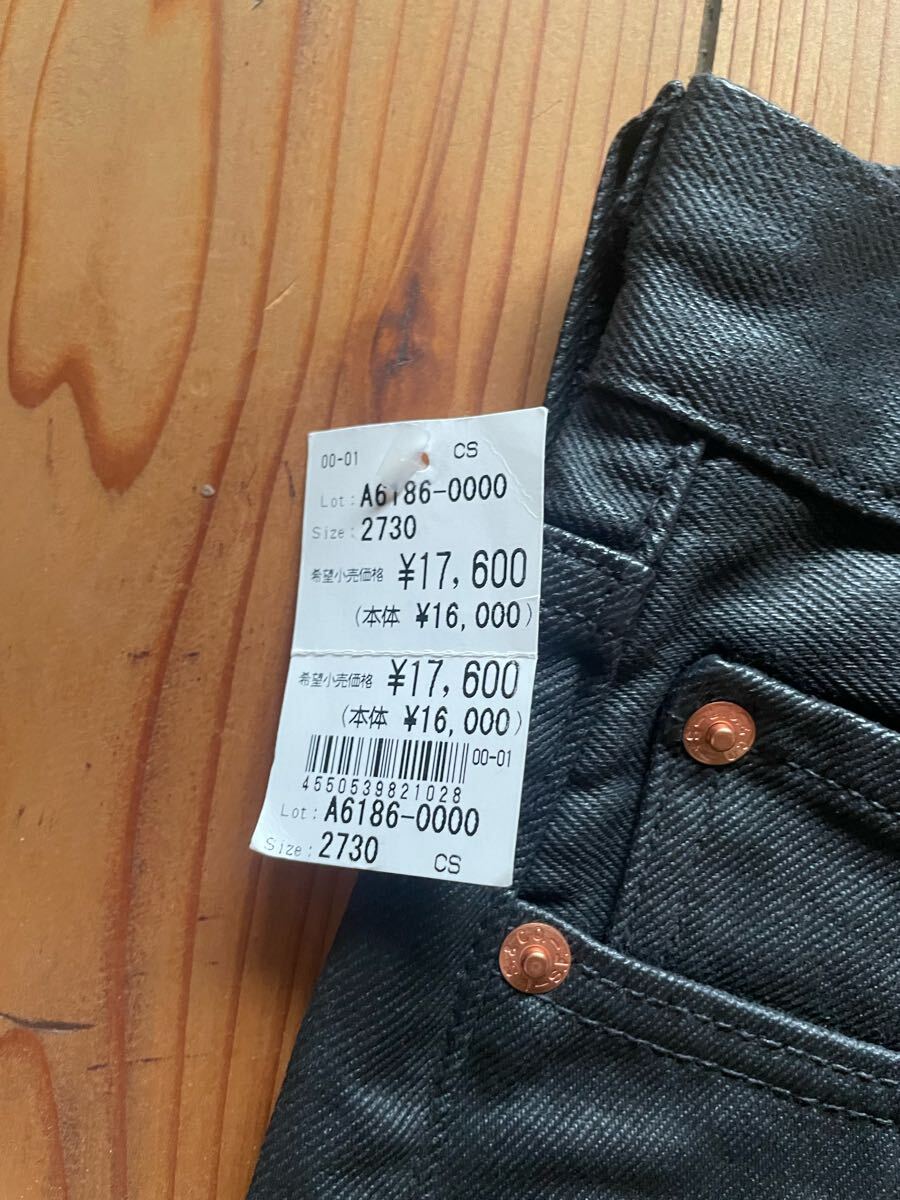 00-01 CS
Lot: A6186-0000
Size: 2730
希望小売価格 ¥17,600
(本体 ¥16,000)
希望小売価格 ¥17,600
(本体 ¥16,000)
00-01
4550539821028
Lot: A6186-0000
Size: 2730 CS